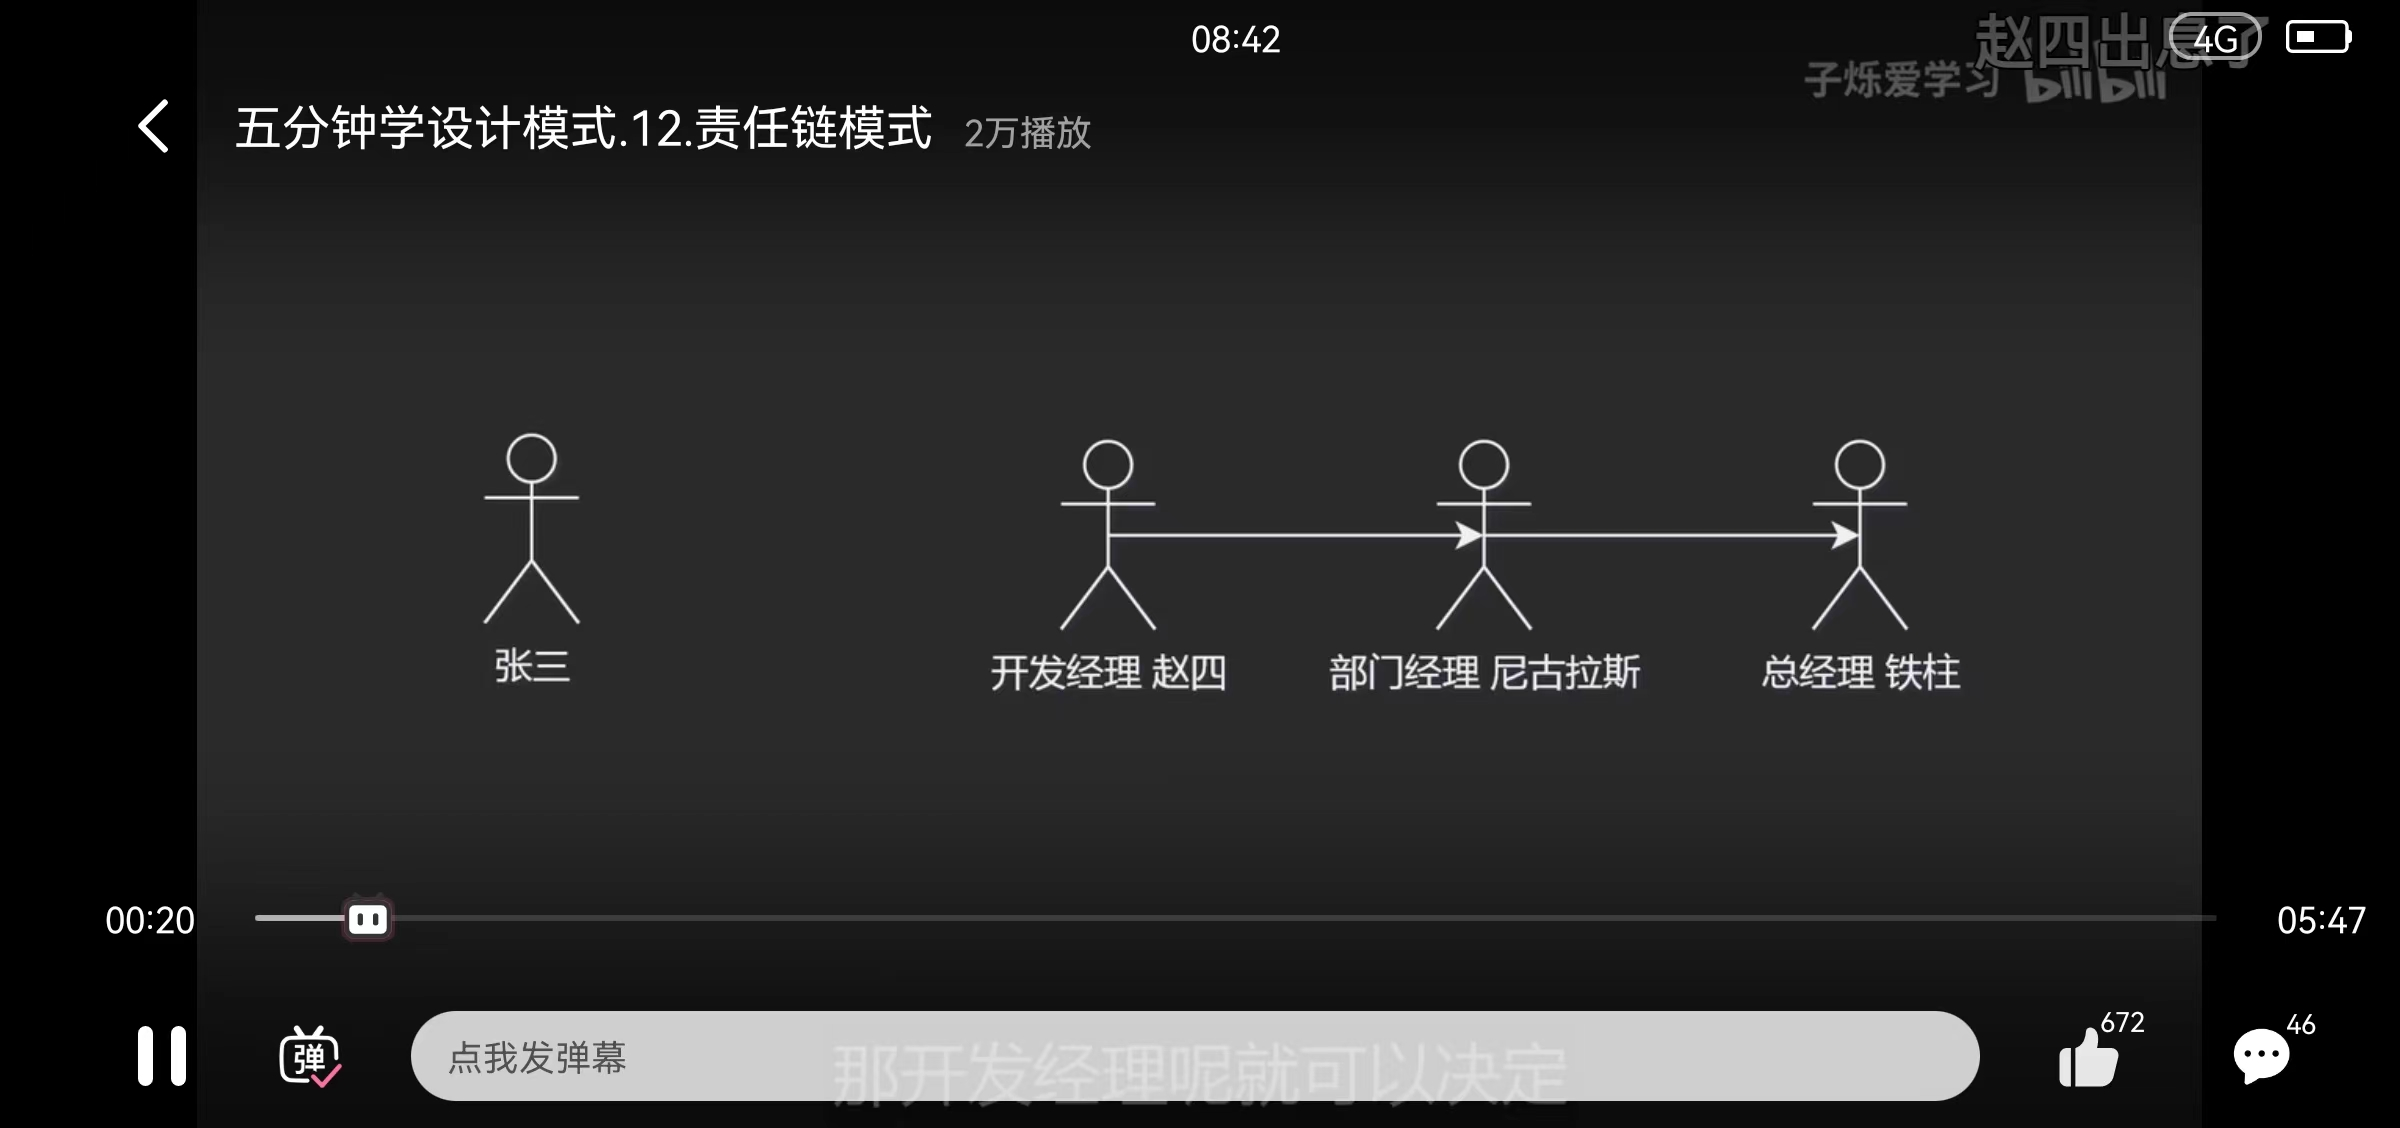 08:42
赵四出息了
4G
子烁爱学习 bilibili
五分钟学设计模式.12.责任链模式 2万播放
张三
开发经理 赵四
部门经理 尼古拉斯
总经理 铁柱
00:20
05:47
弹
点我发弹幕
那开发经理呢就可以决定
672
46